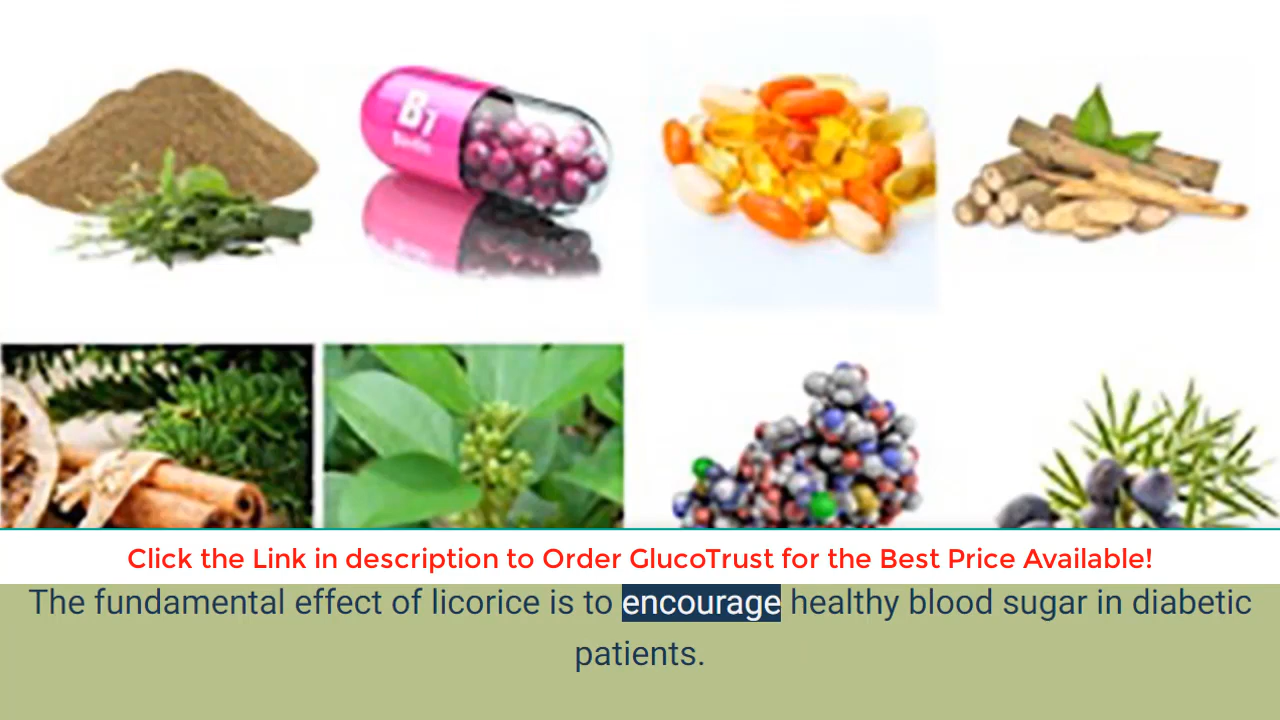 B7
Click the Link in description to Order GlucoTrust for the Best Price Available!
The fundamental effect of licorice is to encourage healthy blood sugar in diabetic
patients.